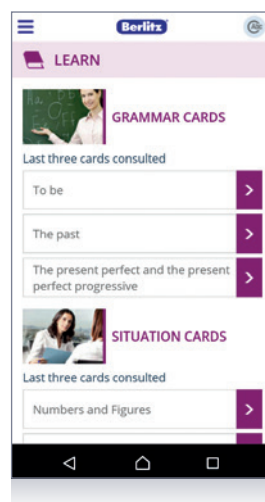 Berlitz
LEARN
GRAMMAR CARDS
Last three cards consulted
To be
The past
The present perfect and the present
perfect progressive
SITUATION CARDS
Last three cards consulted
Numbers and Figures